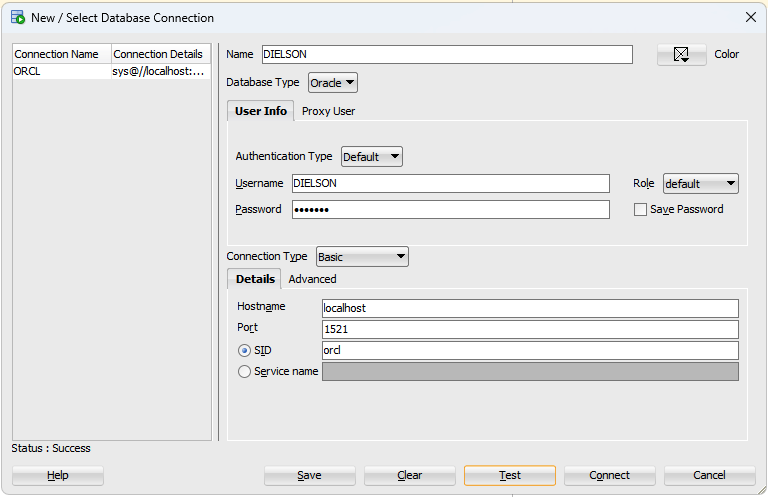 New / Select Database Connection
Connection Name Connection Details
ORCL sys@//localhost:...
Name DIELSON Color
Database Type Oracle
User Info Proxy User
Authentication Type Default
Username DIELSON Role default
Password ••••••• Save Password
Connection Type Basic
Details Advanced
Hostname localhost
Port 1521
SID orcl
Service name
Status : Success
Help Save Clear Test Connect Cancel